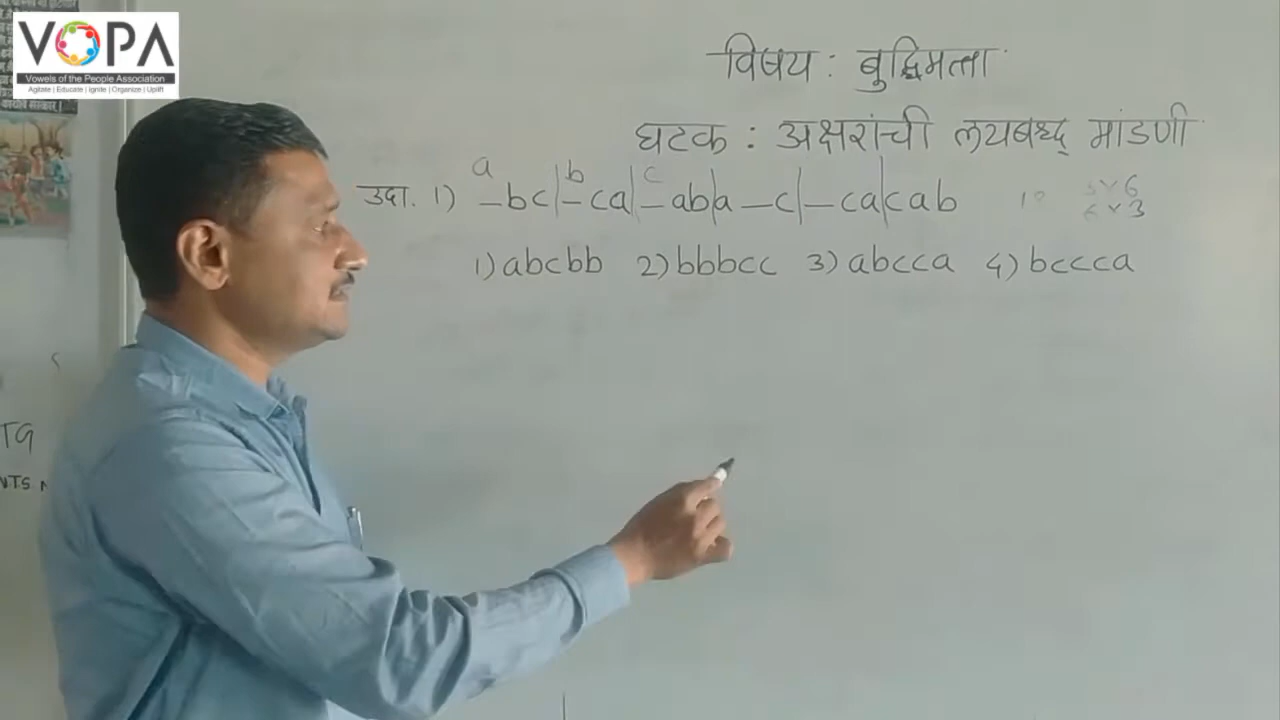 VOPA
Vowels of the People Association
Agitate | Educate | Ignite | Organize | Uplift
विषय : बुद्धिमत्ता
घटक : अक्षरांची लयबध्द् मांडणी
a b c
उदा. 1) _bc|_ca|_ab|a_c|_ca|cab
1) abcbb 2) bbbcc 3) abcca 4) bccca